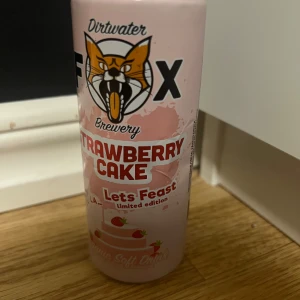 Dirtwater
F X
Brewery
STRAWBERRY
CAKE
Lets Feast
limited edition